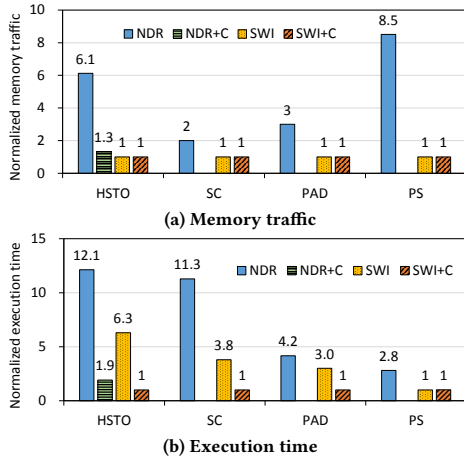 10
8
6
4
2
0
Normalized memory traffic
NDR NDR+C SWI SWI+C
6.1 1.3 1 1
2 1 1
3 1 1
8.5 1 1
HSTO SC PAD PS
(a) Memory traffic
15
10
5
0
Normalized execution time
NDR NDR+C SWI SWI+C
12.1 1.9 6.3 1
11.3 3.8 1
4.2 3.0 1
2.8 1 1
HSTO SC PAD PS
(b) Execution time